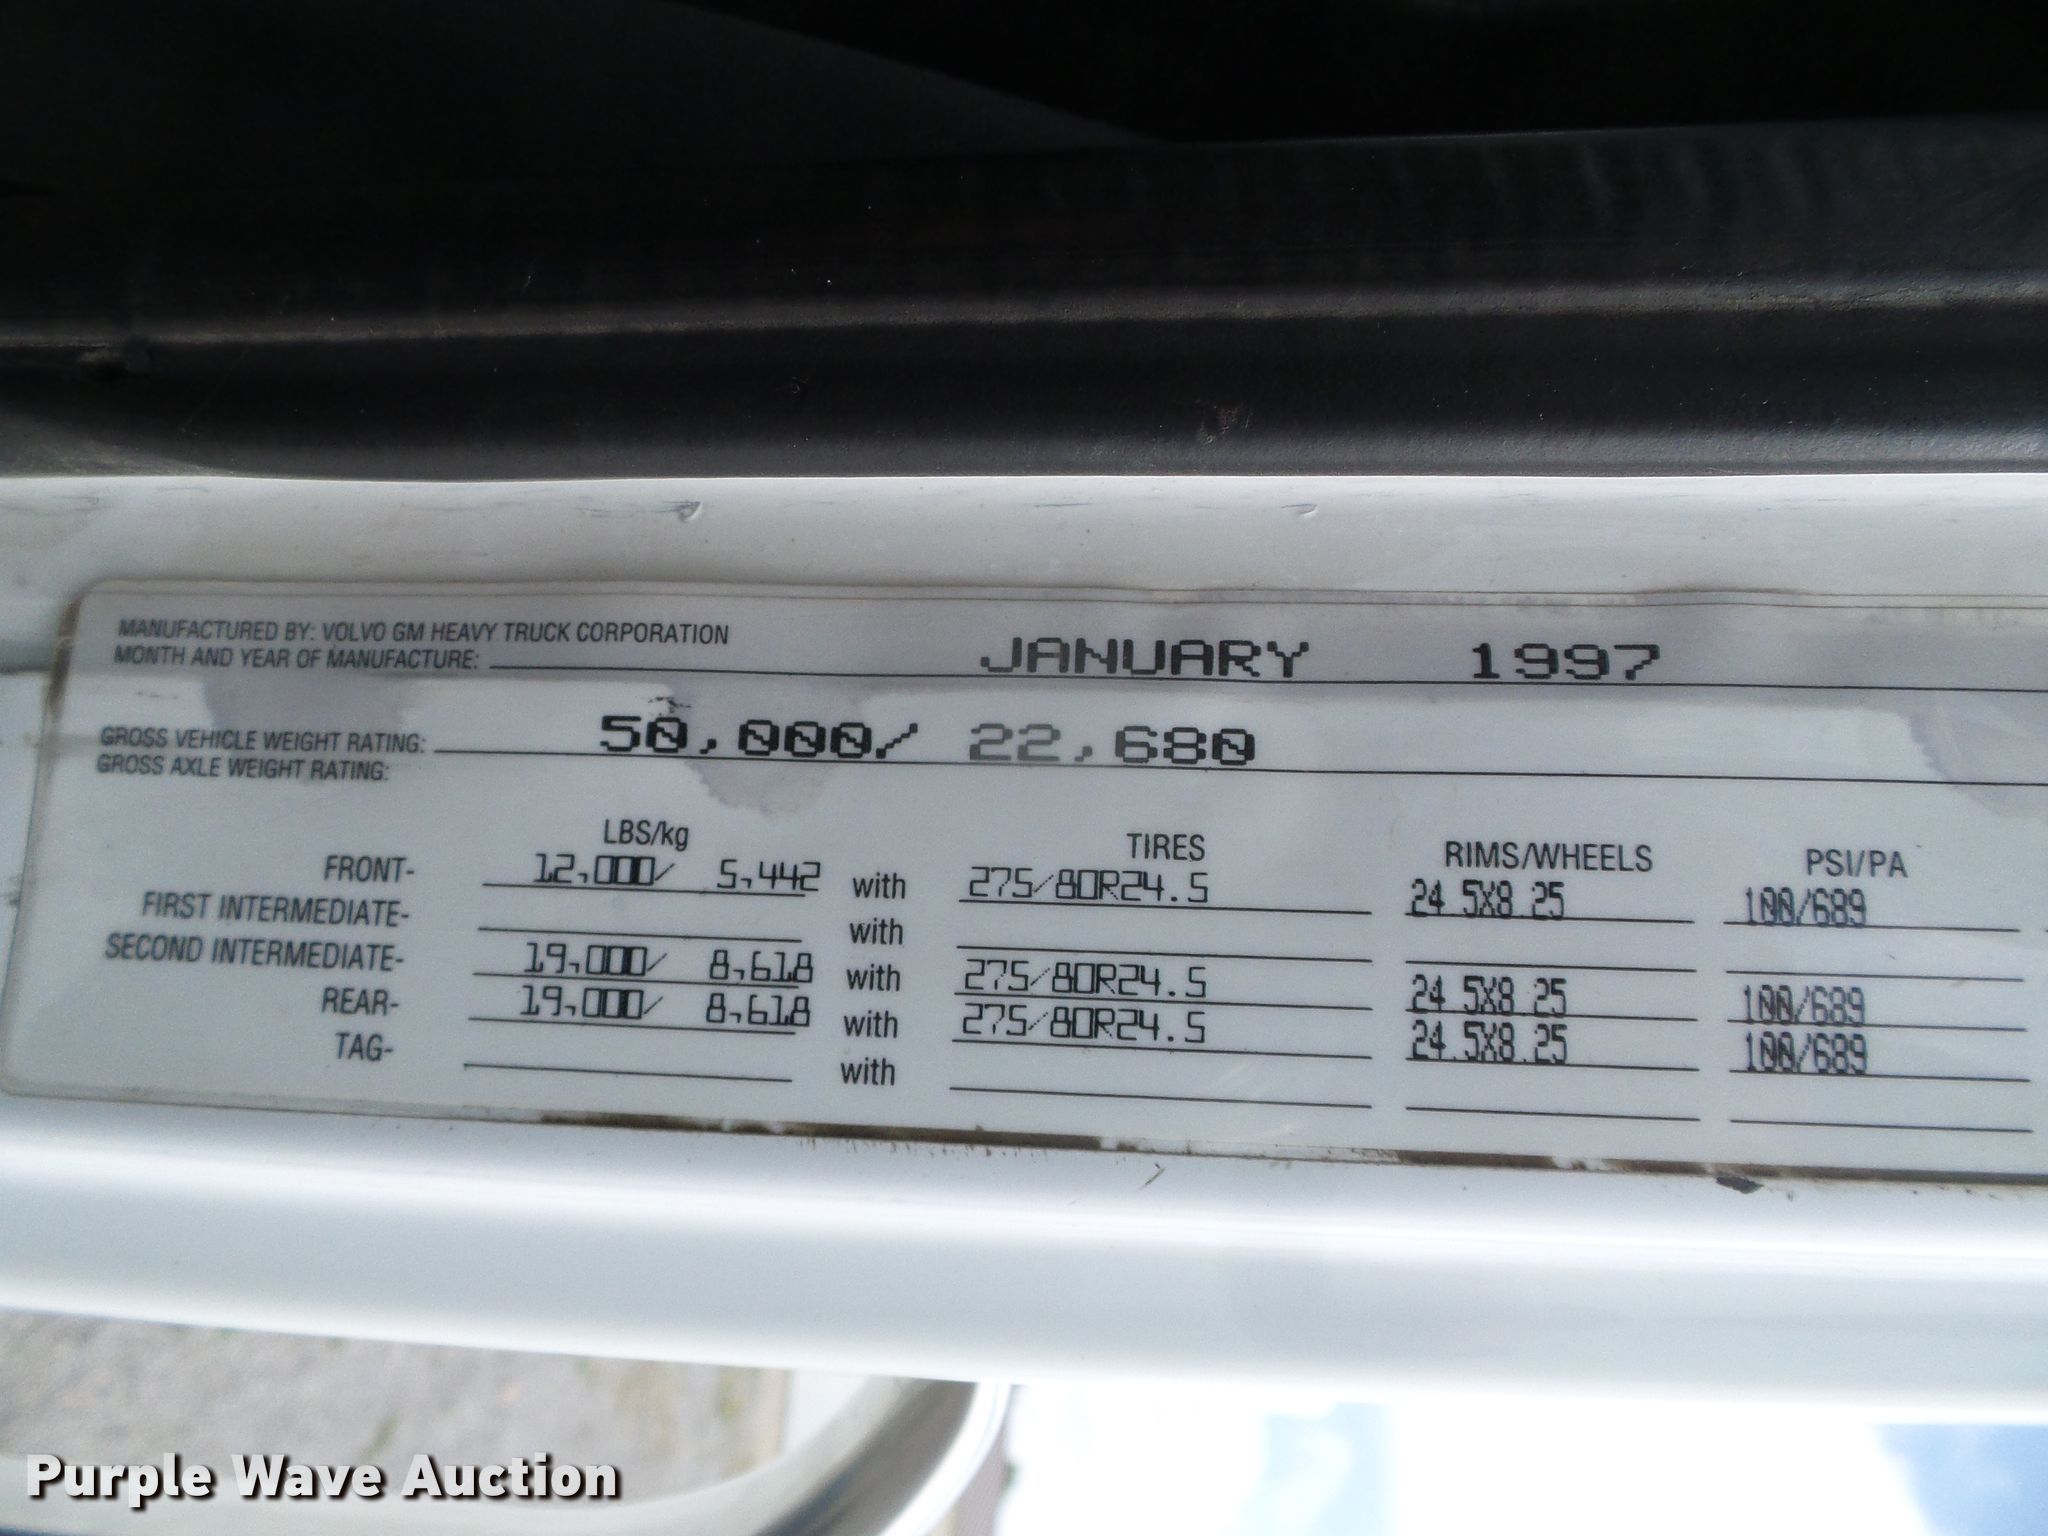 MANUFACTURED BY: VOLVO GM HEAVY TRUCK CORPORATION
MONTH AND YEAR OF MANUFACTURE: JANUARY 1997
GROSS VEHICLE WEIGHT RATING: 50,000/ 22,680
GROSS AXLE WEIGHT RATING:
LBS/kg TIRES RIMS/WHEELS PSI/PA
FRONT- 12,000/ 5,442 with 275/80R24.5 24.5X8.25 100/689
FIRST INTERMEDIATE- with
SECOND INTERMEDIATE- 19,000/ 8,618 with 275/80R24.5 24.5X8.25 100/689
REAR- 19,000/ 8,618 with 275/80R24.5 24.5X8.25 100/689
TAG- with
Purple Wave Auction